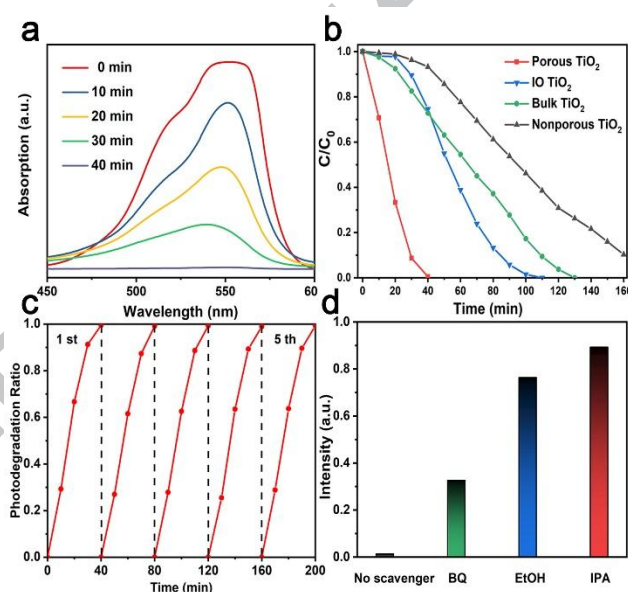 a
0 min
10 min
20 min
30 min
40 min
Absorption (a.u.)
450
500
550
60
Wavelength (nm)
b
Porous TiO₂
IO TiO₂
Bulk TiO₂
Nonporous TiO₂
C/C₀
1.0
0.8
0.6
0.4
0.2
0.0
0
20
40
60
80
100
120
140
160
Time (min)
c
1 st
5 th
Photodegradation Ratio
1.0
0.8
0.6
0.4
0.2
0.0
0
40
80
120
160
200
Time (min)
d
Intensity (a.u.)
1.0
0.8
0.6
0.4
0.2
0.0
No scavenger
BQ
EtOH
IPA